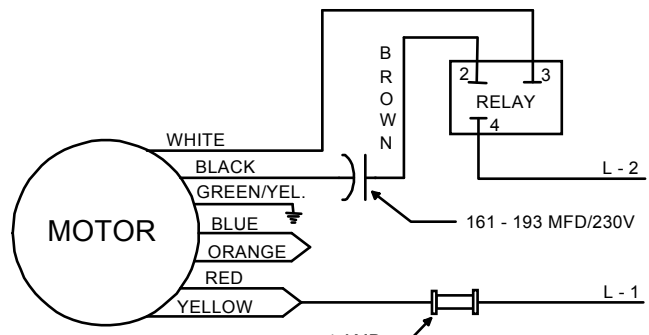 BROWN
2
3
RELAY
4
WHITE
BLACK
L - 2
GREEN/YEL.
161 - 193 MFD/230V
MOTOR
BLUE
ORANGE
RED
L - 1
YELLOW